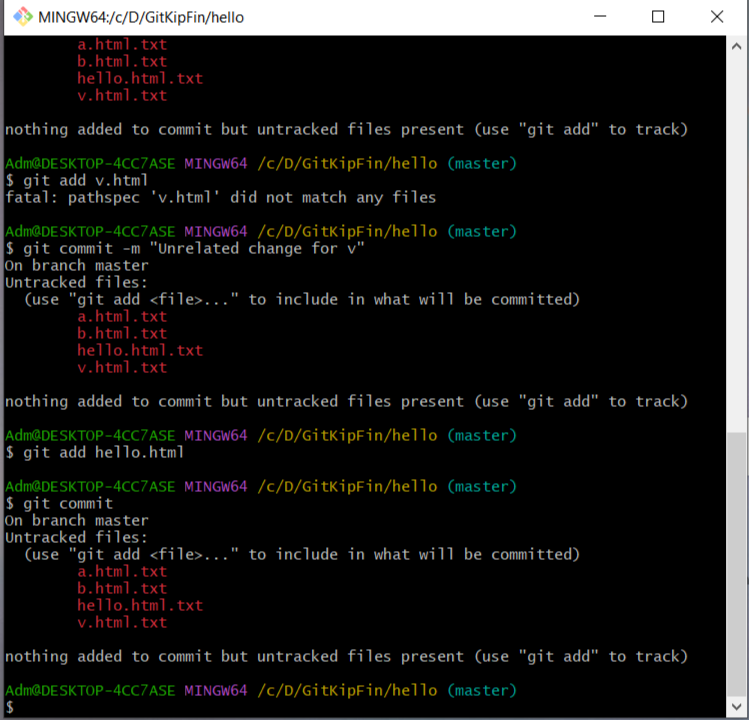 MINGW64:/c/D/GitKipFin/hello
a.html.txt
b.html.txt
hello.html.txt
v.html.txt
nothing added to commit but untracked files present (use "git add" to track)
Adm@DESKTOP-4CC7ASE MINGW64 /c/D/GitKipFin/hello (master)
$ git add v.html
fatal: pathspec 'v.html' did not match any files
Adm@DESKTOP-4CC7ASE MINGW64 /c/D/GitKipFin/hello (master)
$ git commit -m "Unrelated change for v"
On branch master
Untracked files:
(use "git add <file>..." to include in what will be committed)
a.html.txt
b.html.txt
hello.html.txt
v.html.txt
nothing added to commit but untracked files present (use "git add" to track)
Adm@DESKTOP-4CC7ASE MINGW64 /c/D/GitKipFin/hello (master)
$ git add hello.html
Adm@DESKTOP-4CC7ASE MINGW64 /c/D/GitKipFin/hello (master)
$ git commit
On branch master
Untracked files:
(use "git add <file>..." to include in what will be committed)
a.html.txt
b.html.txt
hello.html.txt
v.html.txt
nothing added to commit but untracked files present (use "git add" to track)
Adm@DESKTOP-4CC7ASE MINGW64 /c/D/GitKipFin/hello (master)
$